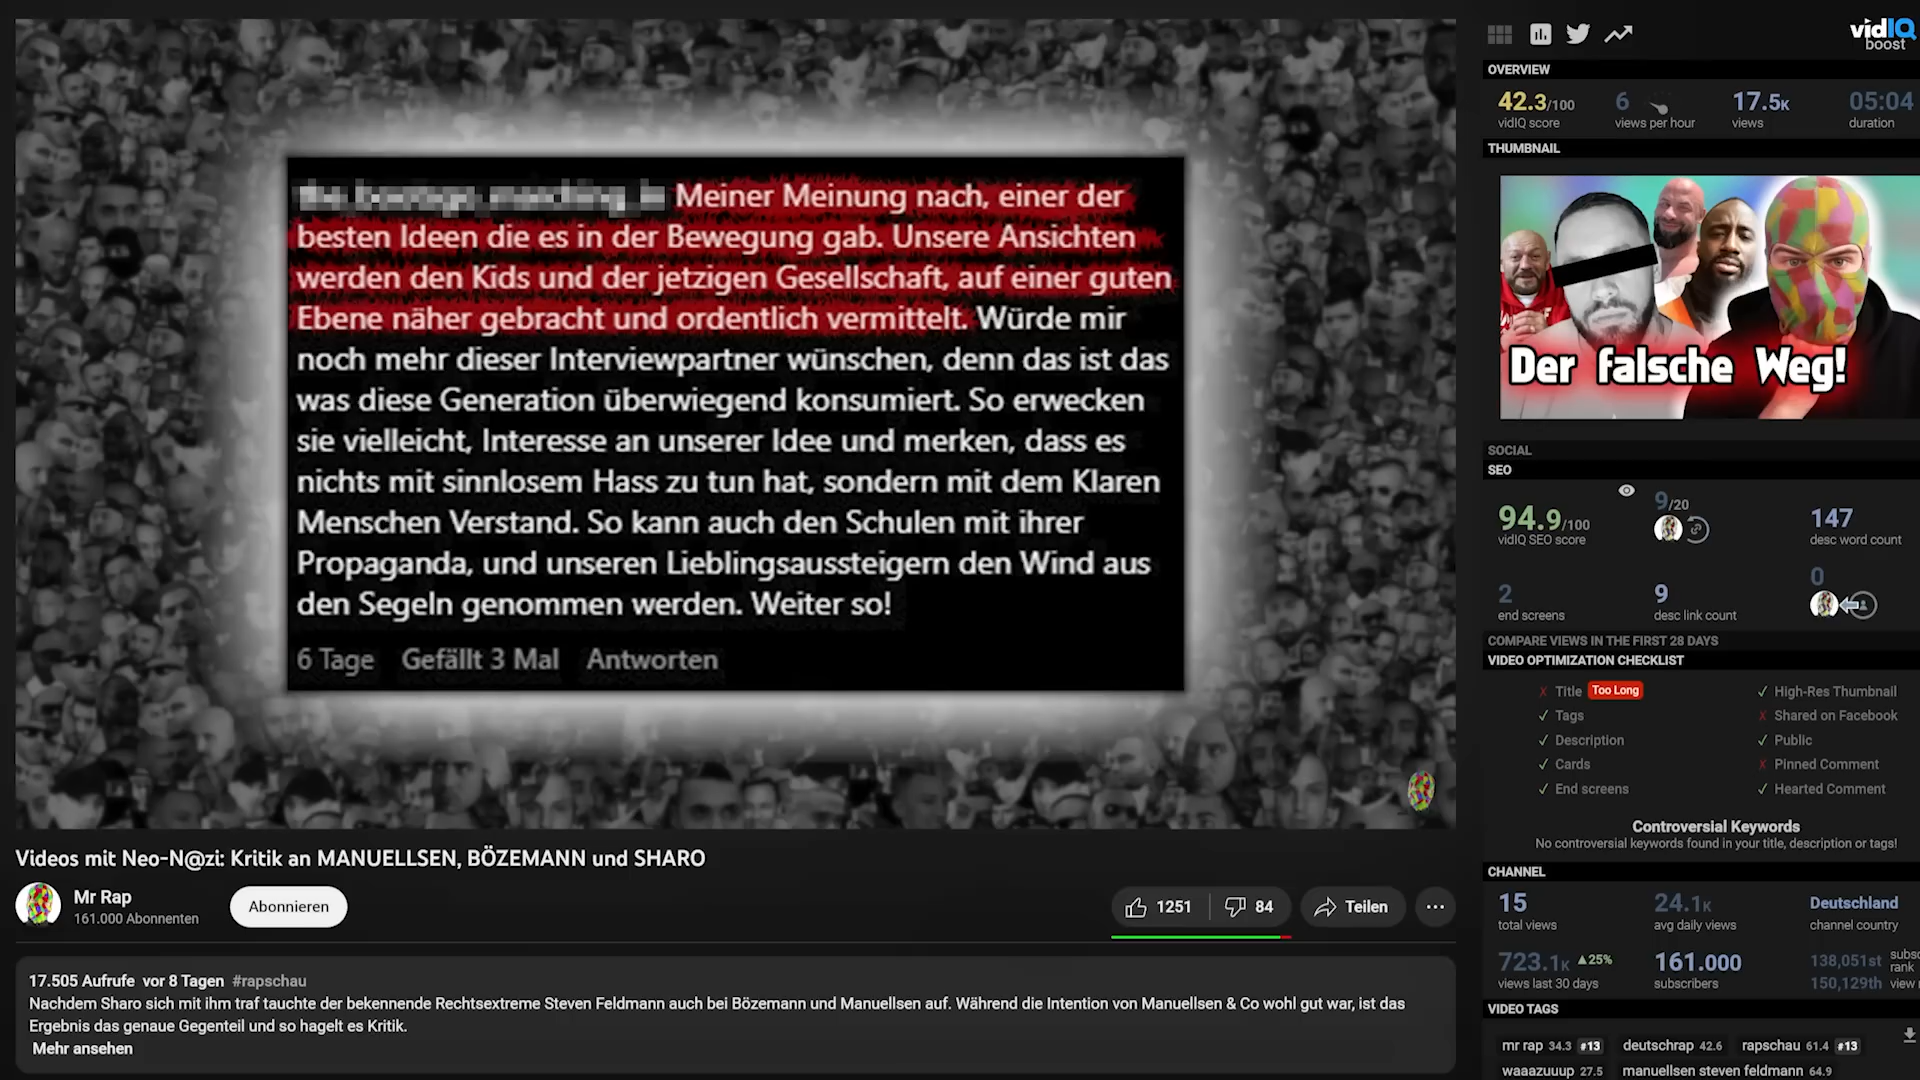 Meiner Meinung nach, einer der
besten Ideen die es in der Bewegung gab. Unsere Ansichten
werden den Kids und der jetzigen Gesellschaft, auf einer guten
Ebene näher gebracht und ordentlich vermittelt. Würde mir
noch mehr dieser Interviewpartner wünschen, denn das ist das
was diese Generation überwiegend konsumiert. So erwecken
sie vielleicht, Interesse an unserer Idee und merken, dass es
nichts mit sinnlosem Hass zu tun hat, sondern mit dem Klaren
Menschen Verstand. So kann auch den Schulen mit ihrer
Propaganda, und unseren Lieblingsaussteigern den Wind aus
den Segeln genommen werden. Weiter so!
6 Tage Gefällt 3 Mal Antworten
Videos mit Neo-N@zi: Kritik an MANUELLSEN, BÖZEMANN und SHARO
Mr Rap
161.000 Abonnenten
Abonnieren
1251
84
Teilen
17.505 Aufrufe vor 8 Tagen #rapschau
Nachdem Sharo sich mit ihm traf tauchte der bekennende Rechtsextreme Steven Feldmann auch bei Bözemann und Manuellsen auf. Während die Intention von Manuellsen & Co wohl gut war, ist das
Ergebnis das genaue Gegenteil und so hagelt es Kritik.
Mehr ansehen
vidIQ
boost
OVERVIEW
42.3/100 6 17.5K 05:04
vidIQ score views per hour views duration
THUMBNAIL
Der falsche Weg!
SOCIAL
SEO
94.9/100 9/20 147
vidIQ SEO score desc word count
2 9 0
end screens desc link count
COMPARE VIEWS IN THE FIRST 28 DAYS
VIDEO OPTIMIZATION CHECKLIST
Title Too Long High-Res Thumbnail
Tags Shared on Facebook
Description Public
Cards Pinned Comment
End screens Hearted Comment
Controversial Keywords
No controversial keywords found in your title, description or tags!
CHANNEL
15 24.1K Deutschland
total views avg daily views channel country
723.1K ▲25% 161.000 138,051st subsc
rank
views last 30 days subscribers 150,129th view
VIDEO TAGS
mr rap 34.3 #13 deutschrap 42.6 rapschau 61.4 #13
waaazuuup 27.5 manuellsen steven feldmann 64.9